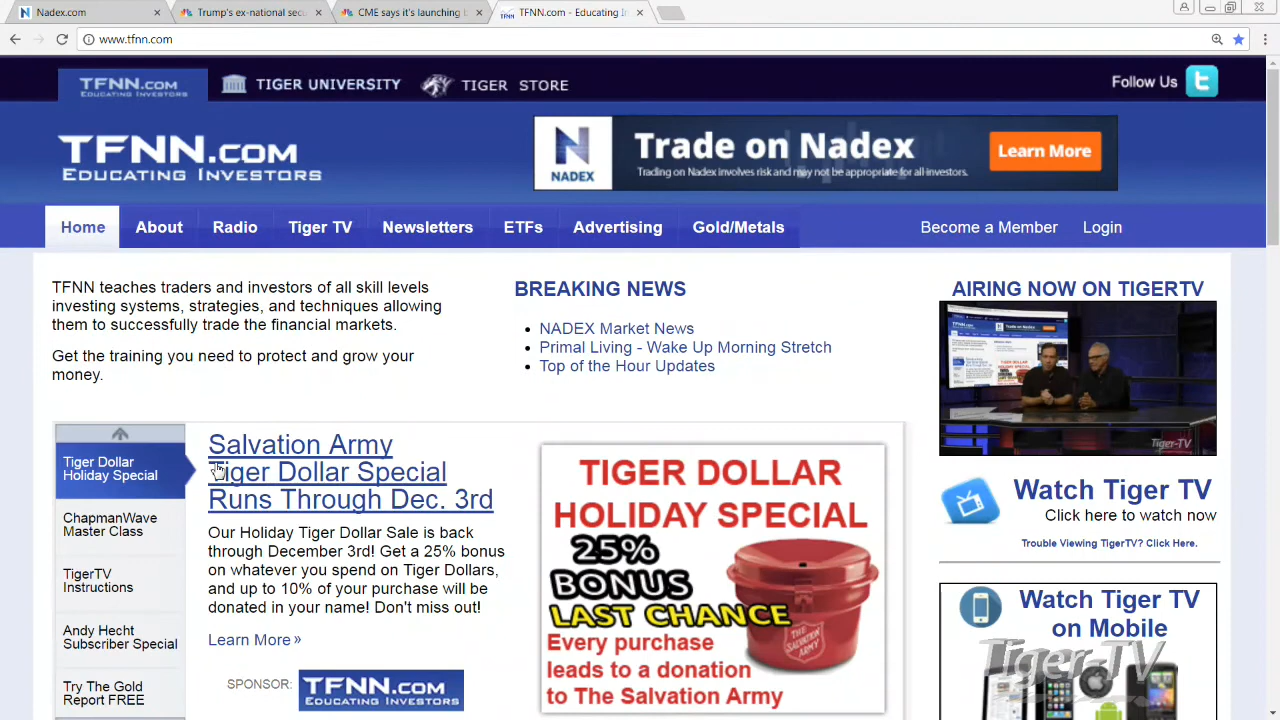 Nadex.com
Trump's ex-national secu
CME says it's launching b
TFNN.com - Educating In
www.tfnn.com
TFNN.COM
EDUCATING INVESTORS
TIGER UNIVERSITY
TIGER STORE
Follow Us
TFNN.COM
EDUCATING INVESTORS
NADEX
Trade on Nadex
Trading on Nadex involves risk and may not be appropriate for all investors.
Learn More
Home
About
Radio
Tiger TV
Newsletters
ETFs
Advertising
Gold/Metals
Become a Member
Login
TFNN teaches traders and investors of all skill levels
investing systems, strategies, and techniques allowing
them to successfully trade the financial markets.
Get the training you need to protect and grow your
money.
BREAKING NEWS
NADEX Market News
Primal Living - Wake Up Morning Stretch
Top of the Hour Updates
AIRING NOW ON TIGERTV
Tiger-TV
Tiger Dollar
Holiday Special
ChapmanWave
Master Class
TigerTV
Instructions
Andy Hecht
Subscriber Special
Try The Gold
Report FREE
Salvation Army
Tiger Dollar Special
Runs Through Dec. 3rd
Our Holiday Tiger Dollar Sale is back
through December 3rd! Get a 25% bonus
on whatever you spend on Tiger Dollars,
and up to 10% of your purchase will be
donated in your name! Don't miss out!
Learn More »
SPONSOR:
TFNN.COM
EDUCATING INVESTORS
TIGER DOLLAR
HOLIDAY SPECIAL
25%
BONUS
LAST CHANCE
Every purchase
leads to a donation
to The Salvation Army
THE SALVATION ARMY
Watch Tiger TV
Click here to watch now
Trouble Viewing TigerTV? Click Here.
Watch Tiger TV
on Mobile
Tiger-TV